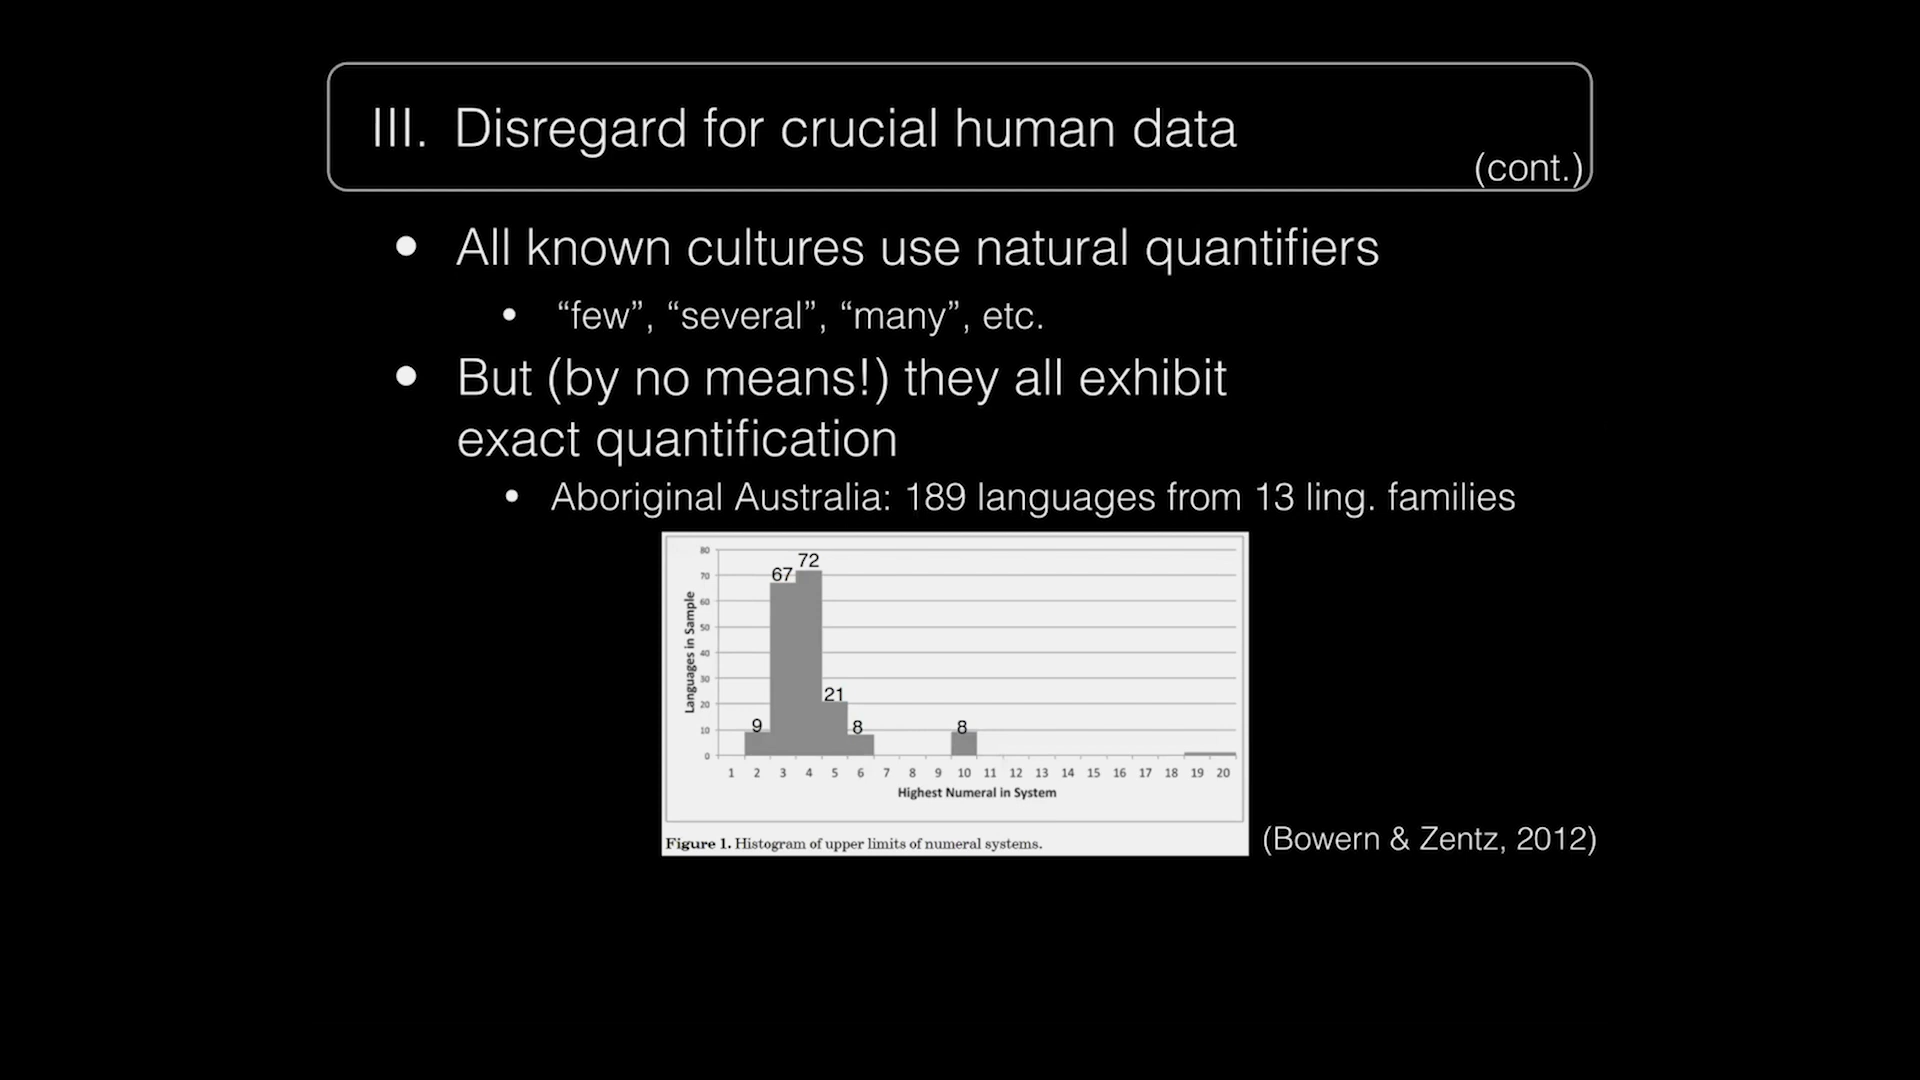 III. Disregard for crucial human data
(cont.)
• All known cultures use natural quantifiers
• “few”, “several”, “many”, etc.
• But (by no means!) they all exhibit
exact quantification
• Aboriginal Australia: 189 languages from 13 ling. families
80
70
60
50
40
30
20
10
0
Languages in Sample
9
67
72
21
8
8
1 2 3 4 5 6 7 8 9 10 11 12 13 14 15 16 17 18 19 20
Highest Numeral in System
Figure 1. Histogram of upper limits of numeral systems.
(Bowern & Zentz, 2012)